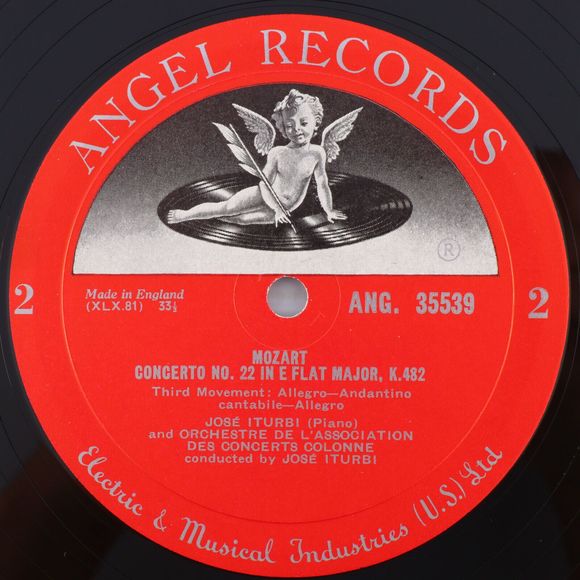 ANGEL RECORDS
®
2
2
Made in England
(XLX.81) 33⅓
ANG. 35539
MOZART
CONCERTO NO. 22 IN E FLAT MAJOR, K.482
Third Movement: Allegro—Andantino
cantabile—Allegro
JOSÉ ITURBI (Piano)
and ORCHESTRE DE L'ASSOCIATION
DES CONCERTS COLONNE
conducted by JOSÉ ITURBI
Electric & Musical Industries (U.S.) Ltd